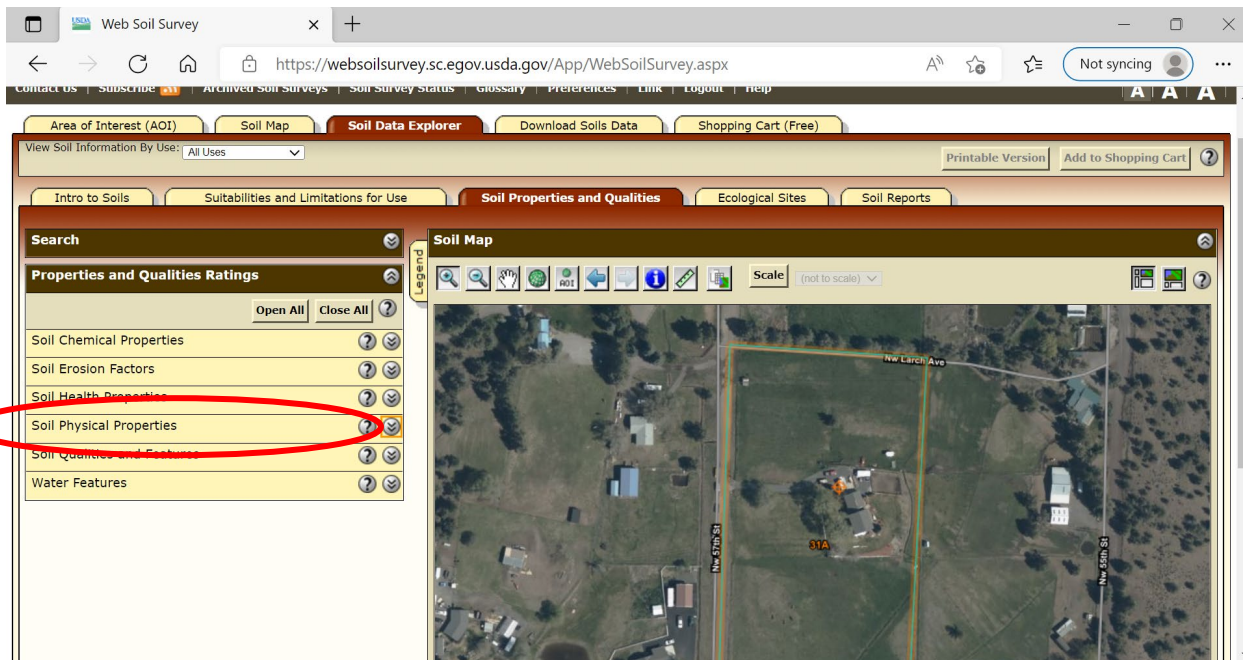 USDA Web Soil Survey
https://websoilsurvey.sc.egov.usda.gov/App/WebSoilSurvey.aspx A Not syncing
Contact Us | Subscribe | Archived Soil Surveys | Soil Survey Status | Glossary | Preferences | Link | Logout | Help A | A | A
Area of Interest (AOI) Soil Map Soil Data Explorer Download Soils Data Shopping Cart (Free)
View Soil Information By Use: All Uses Printable Version Add to Shopping Cart ?
Intro to Soils Suitabilities and Limitations for Use Soil Properties and Qualities Ecological Sites Soil Reports
Search
Legend
Soil Map
Properties and Qualities Ratings
AOI Scale (not to scale) ?
Open All Close All ?
Soil Chemical Properties ?
Soil Erosion Factors ?
Soil Health Properties ?
Soil Physical Properties ?
Soil Qualities and Features ?
Water Features ?
Nw Larch Ave
31A
Nw 57th St
Nw 55th St